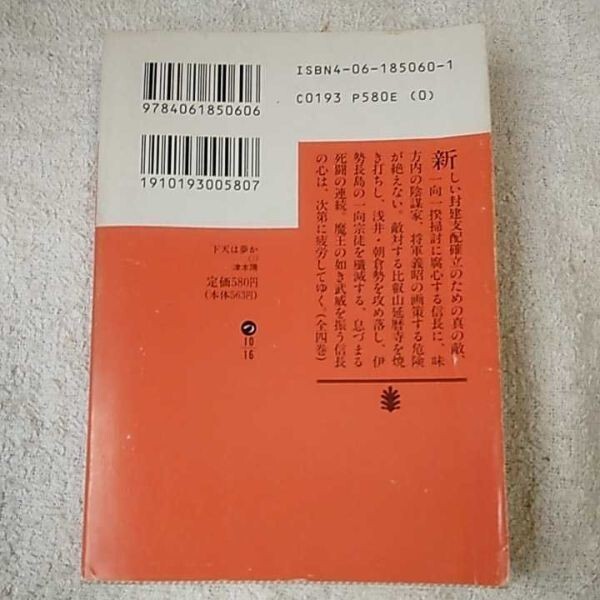 9784061850606
1910193005807
ISBN4-06-185060-1
C0193 P580E (0)
新しい封建支配確立のための真の敵、
一向一揆掃討に腐心する信長に、味
方内の陰謀家、将軍義昭の画策する危険
が絶えない。敵対する比叡山延暦寺を焼
き打ちし、浅井・朝倉勢を攻め落し、伊
勢長島の一向宗徒を殲滅する、息づまる
死闘の連続。魔王の如き武威を振う信長
の心は、次第に疲労してゆく。(全四巻)
下天は夢か
津本陽
定価580円
(本体563円)
つ
10
16